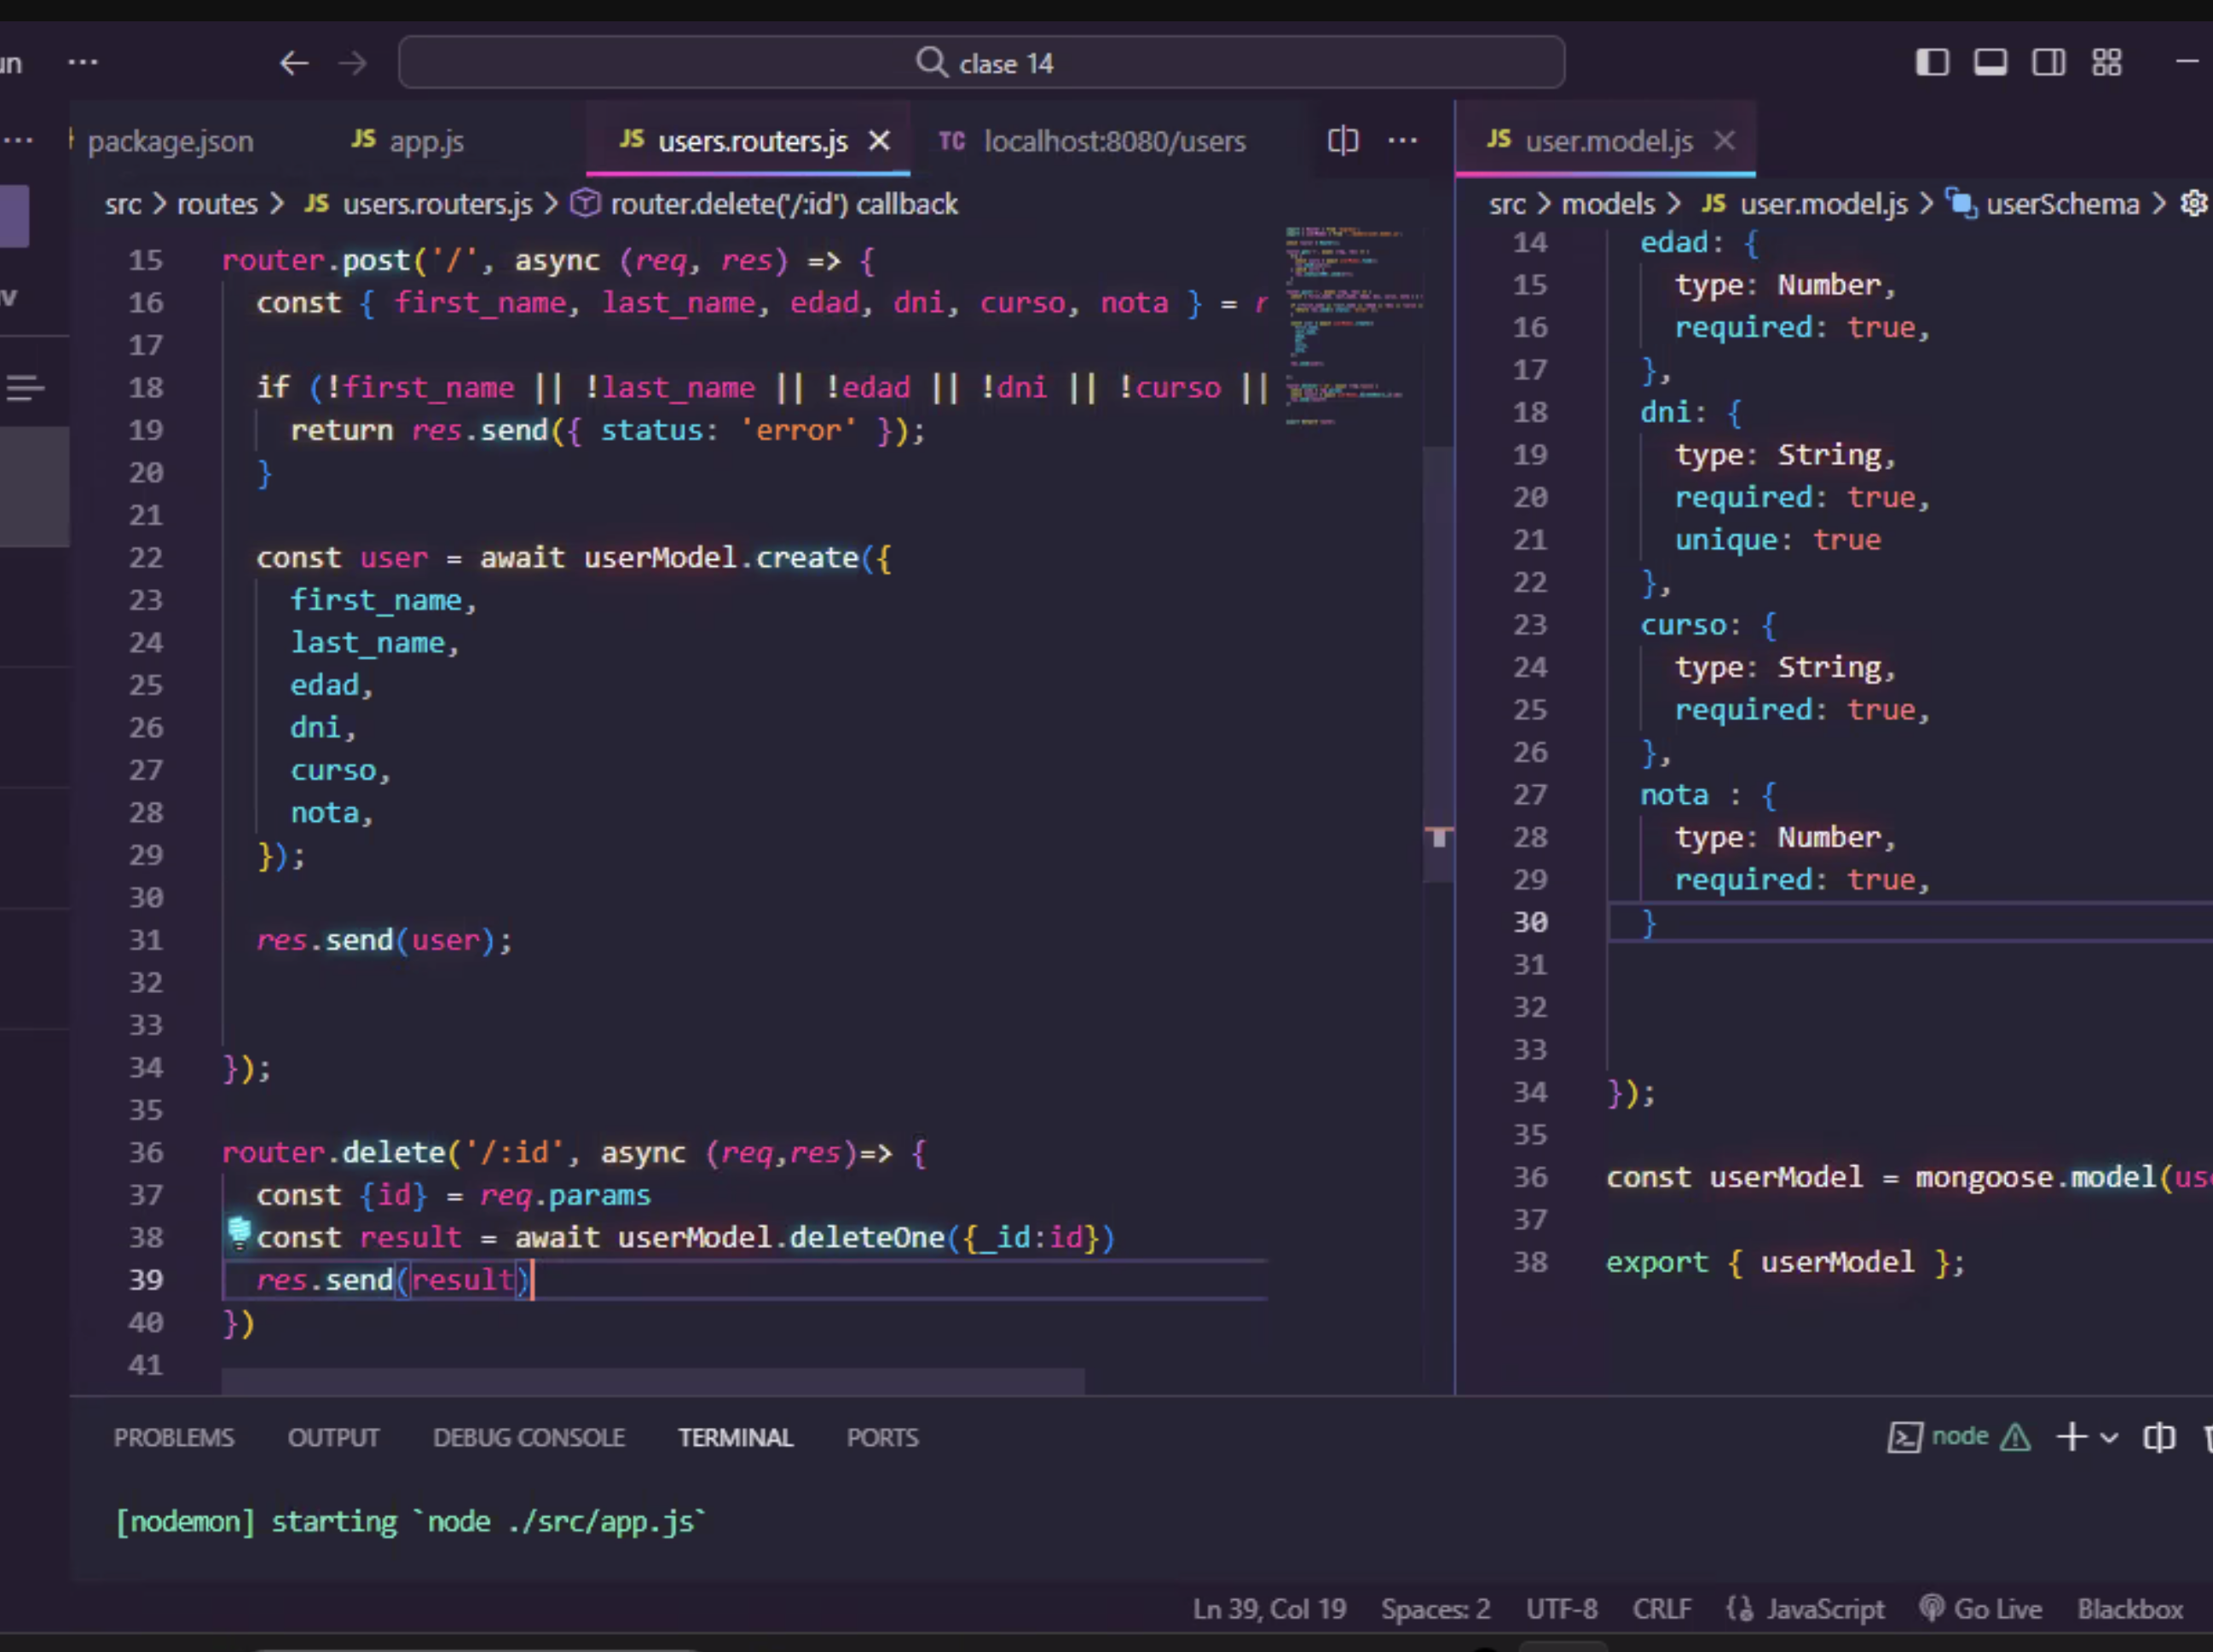 clase 14
package.json
JS app.js
JS users.routers.js
TC localhost:8080/users
JS user.model.js
src > routes > JS users.routers.js > router.delete('/:id') callback
15 router.post('/', async (req, res) => {
16 const { first_name, last_name, edad, dni, curso, nota } = r
17
18 if (!first_name || !last_name || !edad || !dni || !curso ||
19 return res.send({ status: 'error' });
20 }
21
22 const user = await userModel.create({
23 first_name,
24 last_name,
25 edad,
26 dni,
27 curso,
28 nota,
29 });
30
31 res.send(user);
32
33
34 });
35
36 router.delete('/:id', async (req,res)=> {
37 const {id} = req.params
38 const result = await userModel.deleteOne({_id:id})
39 res.send(result)
40 })
41
src > models > JS user.model.js > userSchema >
14 edad: {
15 type: Number,
16 required: true,
17 },
18 dni: {
19 type: String,
20 required: true,
21 unique: true
22 },
23 curso: {
24 type: String,
25 required: true,
26 },
27 nota : {
28 type: Number,
29 required: true,
30 }
31
32
33
34 });
35
36 const userModel = mongoose.model(us
37
38 export { userModel };
PROBLEMS OUTPUT DEBUG CONSOLE TERMINAL PORTS
node
[nodemon] starting `node ./src/app.js`
Ln 39, Col 19 Spaces: 2 UTF-8 CRLF JavaScript Go Live Blackbox